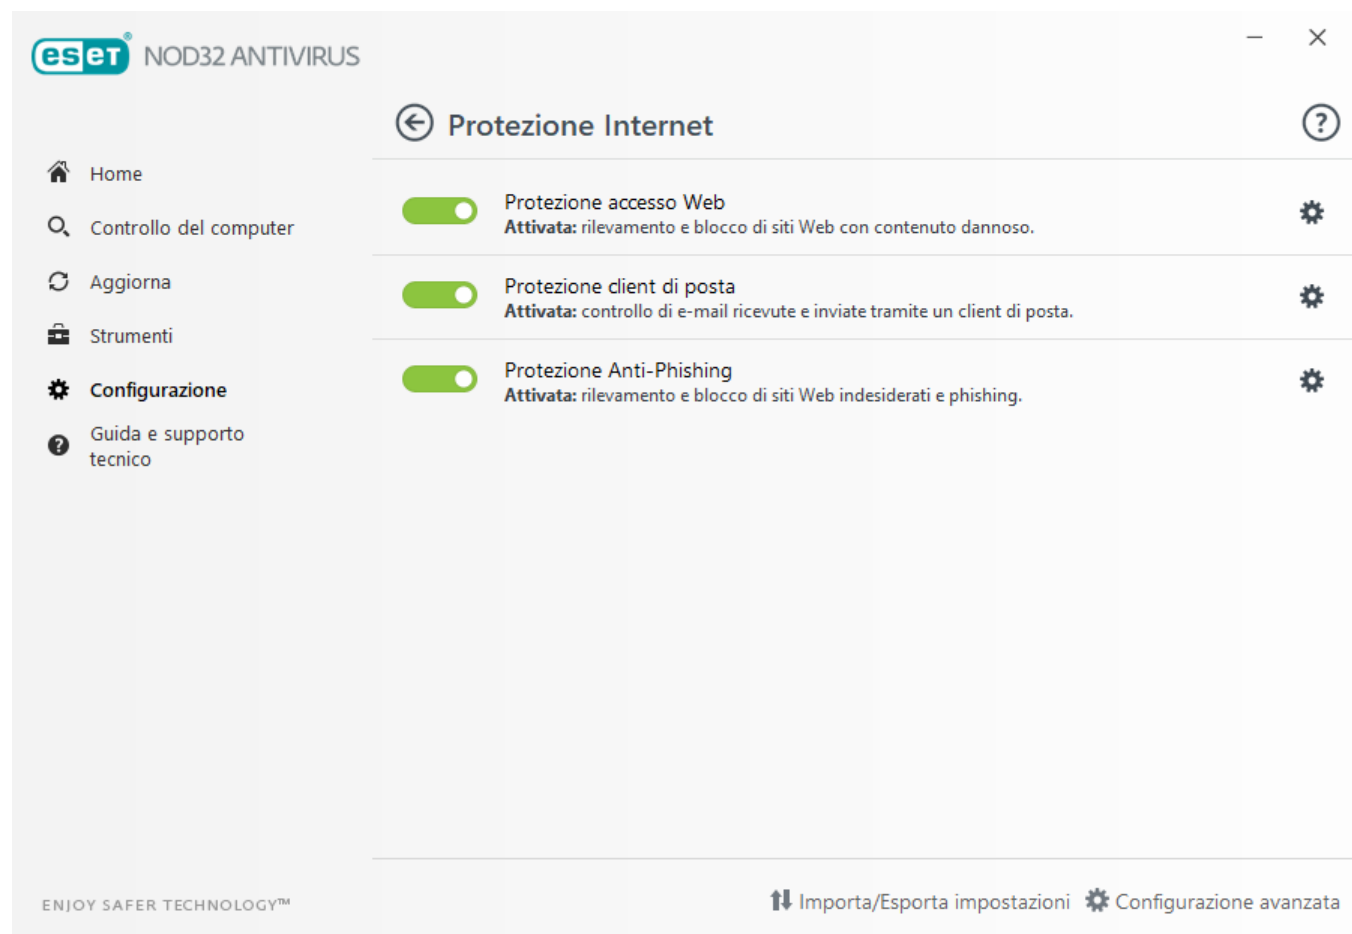 eset® NOD32 ANTIVIRUS
Protezione Internet
?
Home
Controllo del computer
Aggiorna
Strumenti
Configurazione
Guida e supporto
tecnico
Protezione accesso Web
Attivata: rilevamento e blocco di siti Web con contenuto dannoso.
Protezione client di posta
Attivata: controllo di e-mail ricevute e inviate tramite un client di posta.
Protezione Anti-Phishing
Attivata: rilevamento e blocco di siti Web indesiderati e phishing.
ENJOY SAFER TECHNOLOGY™
Importa/Esporta impostazioni Configurazione avanzata